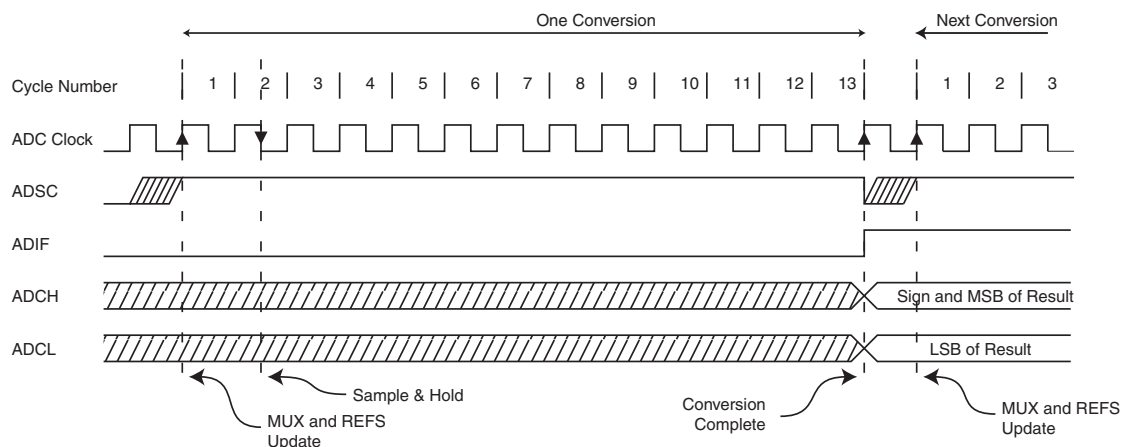 One Conversion
Next Conversion
Cycle Number 1 2 3 4 5 6 7 8 9 10 11 12 13 1 2 3
ADC Clock
ADSC
ADIF
ADCH Sign and MSB of Result
ADCL LSB of Result
Sample & Hold
MUX and REFS
Update
Conversion
Complete
MUX and REFS
Update